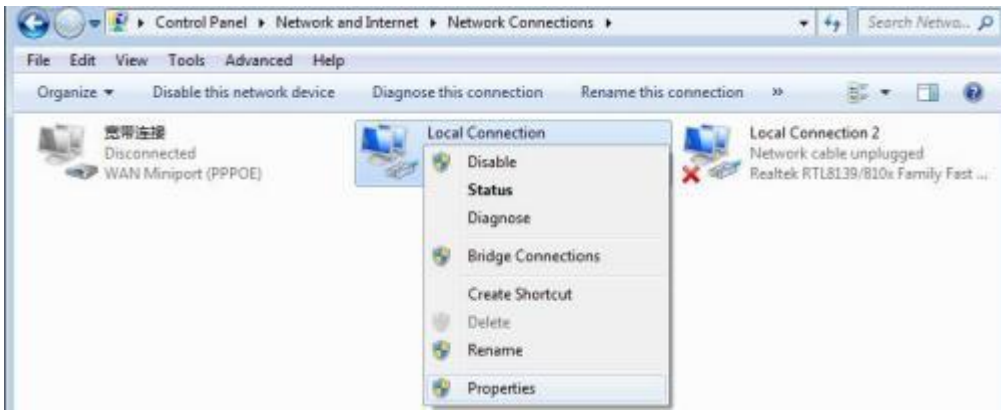 Control Panel ▸ Network and Internet ▸ Network Connections ▸
Search Netwo...
File Edit View Tools Advanced Help
Organize Disable this network device Diagnose this connection Rename this connection »
宽带连接
Disconnected
WAN Miniport (PPPOE)
Local Connection
Disable
Status
Diagnose
Bridge Connections
Create Shortcut
Delete
Rename
Properties
Local Connection 2
Network cable unplugged
Realtek RTL8139/810x Family Fast ...